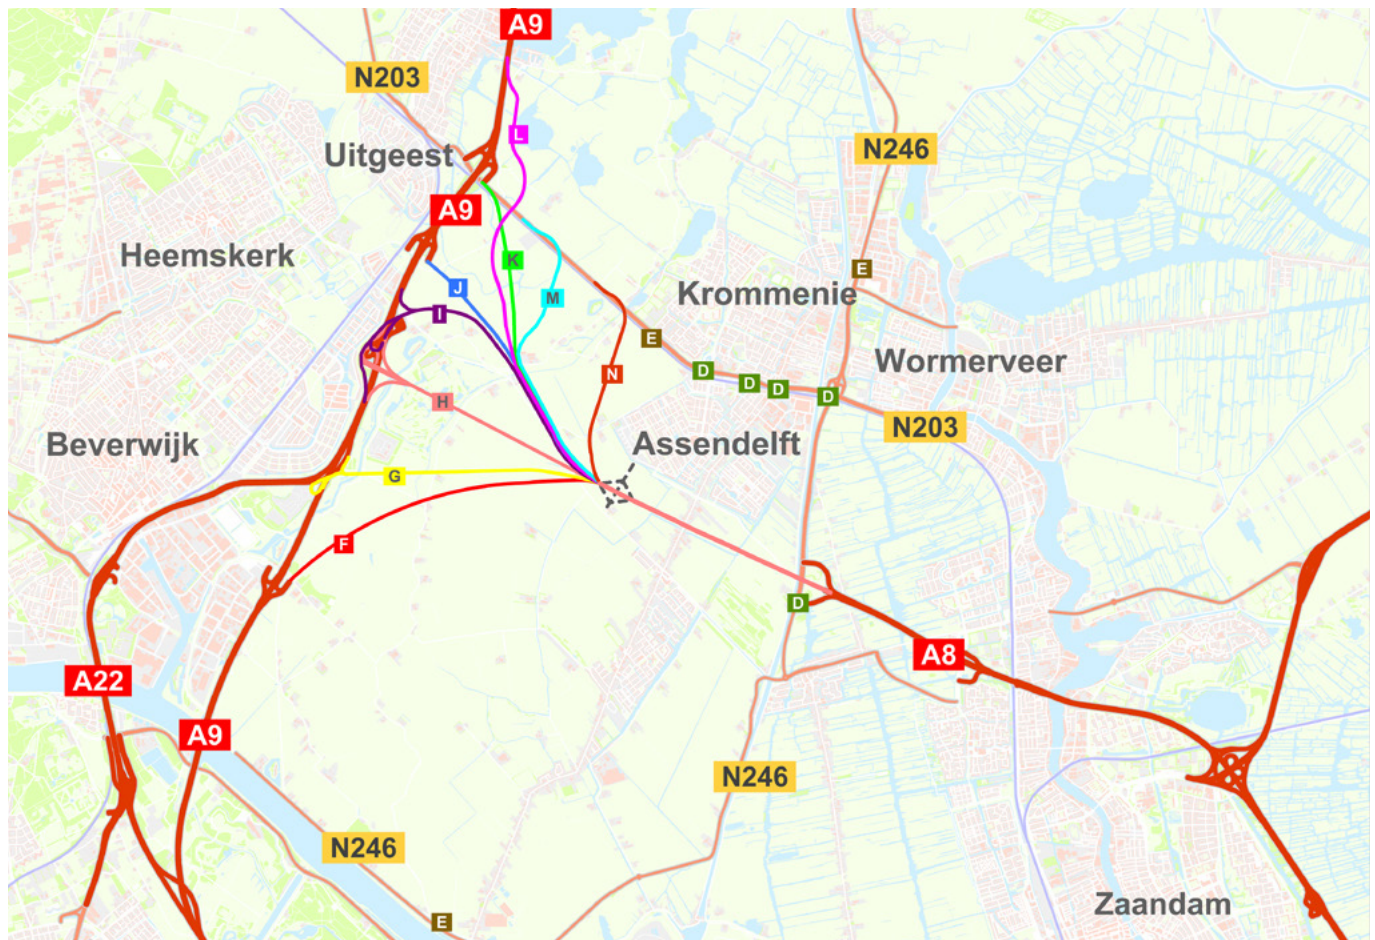 A9
N203
L
N246
Uitgeest
A9
Heemskerk
K
E
J
M
Krommenie
I
E
Wormerveer
N
D
D
D
D
H
N203
Beverwijk
Assendelft
G
F
D
A8
A22
A9
N246
N246
Zaandam
E